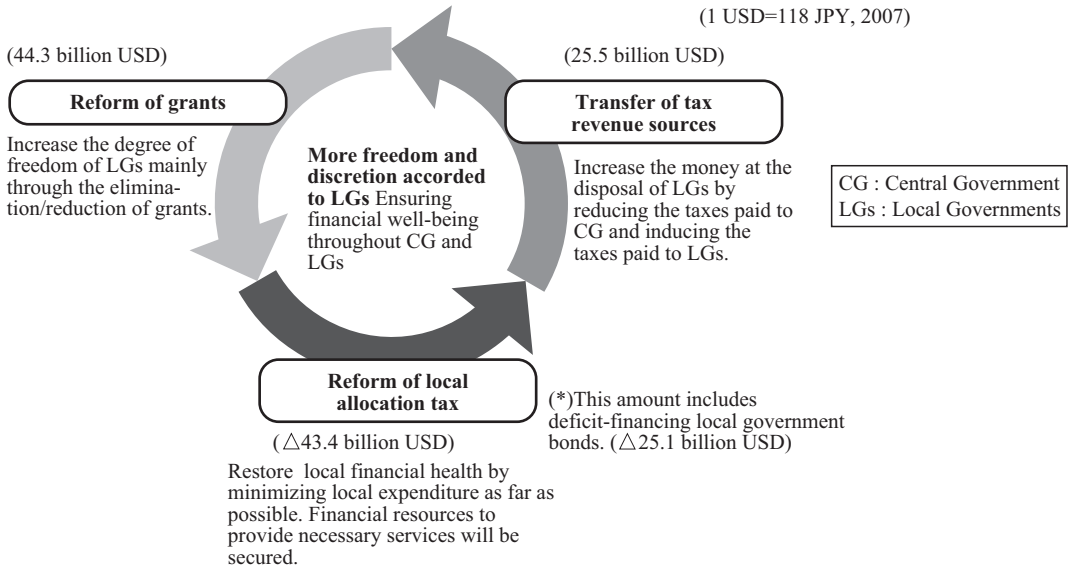 (1 USD=118 JPY, 2007)
(44.3 billion USD)
Reform of grants
Increase the degree of
freedom of LGs mainly
through the elimina-
tion/reduction of grants.
(25.5 billion USD)
Transfer of tax
revenue sources
Increase the money at the
disposal of LGs by
reducing the taxes paid to
CG and inducing the
taxes paid to LGs.
More freedom and
discretion accorded
to LGs Ensuring
financial well-being
throughout CG and
LGs
CG : Central Government
LGs : Local Governments
Reform of local
allocation tax
(△43.4 billion USD)
Restore local financial health by
minimizing local expenditure as far as
possible. Financial resources to
provide necessary services will be
secured.
(*)This amount includes
deficit-financing local government
bonds. (△25.1 billion USD)